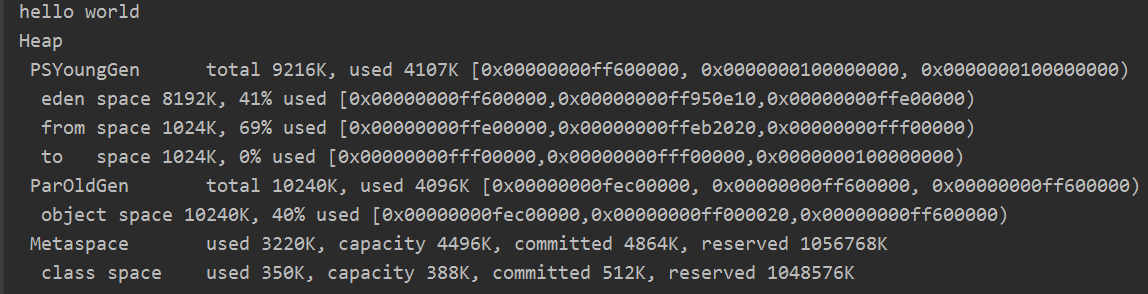 hello world
Heap
PSYoungGen total 9216K, used 4107K [0x00000000ff600000, 0x0000000100000000, 0x0000000100000000)
eden space 8192K, 41% used [0x00000000ff600000,0x00000000ff950e10,0x00000000ffe00000)
from space 1024K, 69% used [0x00000000ffe00000,0x00000000ffeb2020,0x00000000fff00000)
to space 1024K, 0% used [0x00000000fff00000,0x00000000fff00000,0x0000000100000000)
ParOldGen total 10240K, used 4096K [0x00000000fec00000, 0x00000000ff600000, 0x00000000ff600000)
object space 10240K, 40% used [0x00000000fec00000,0x00000000ff000020,0x00000000ff600000)
Metaspace used 3220K, capacity 4496K, committed 4864K, reserved 1056768K
class space used 350K, capacity 388K, committed 512K, reserved 1048576K